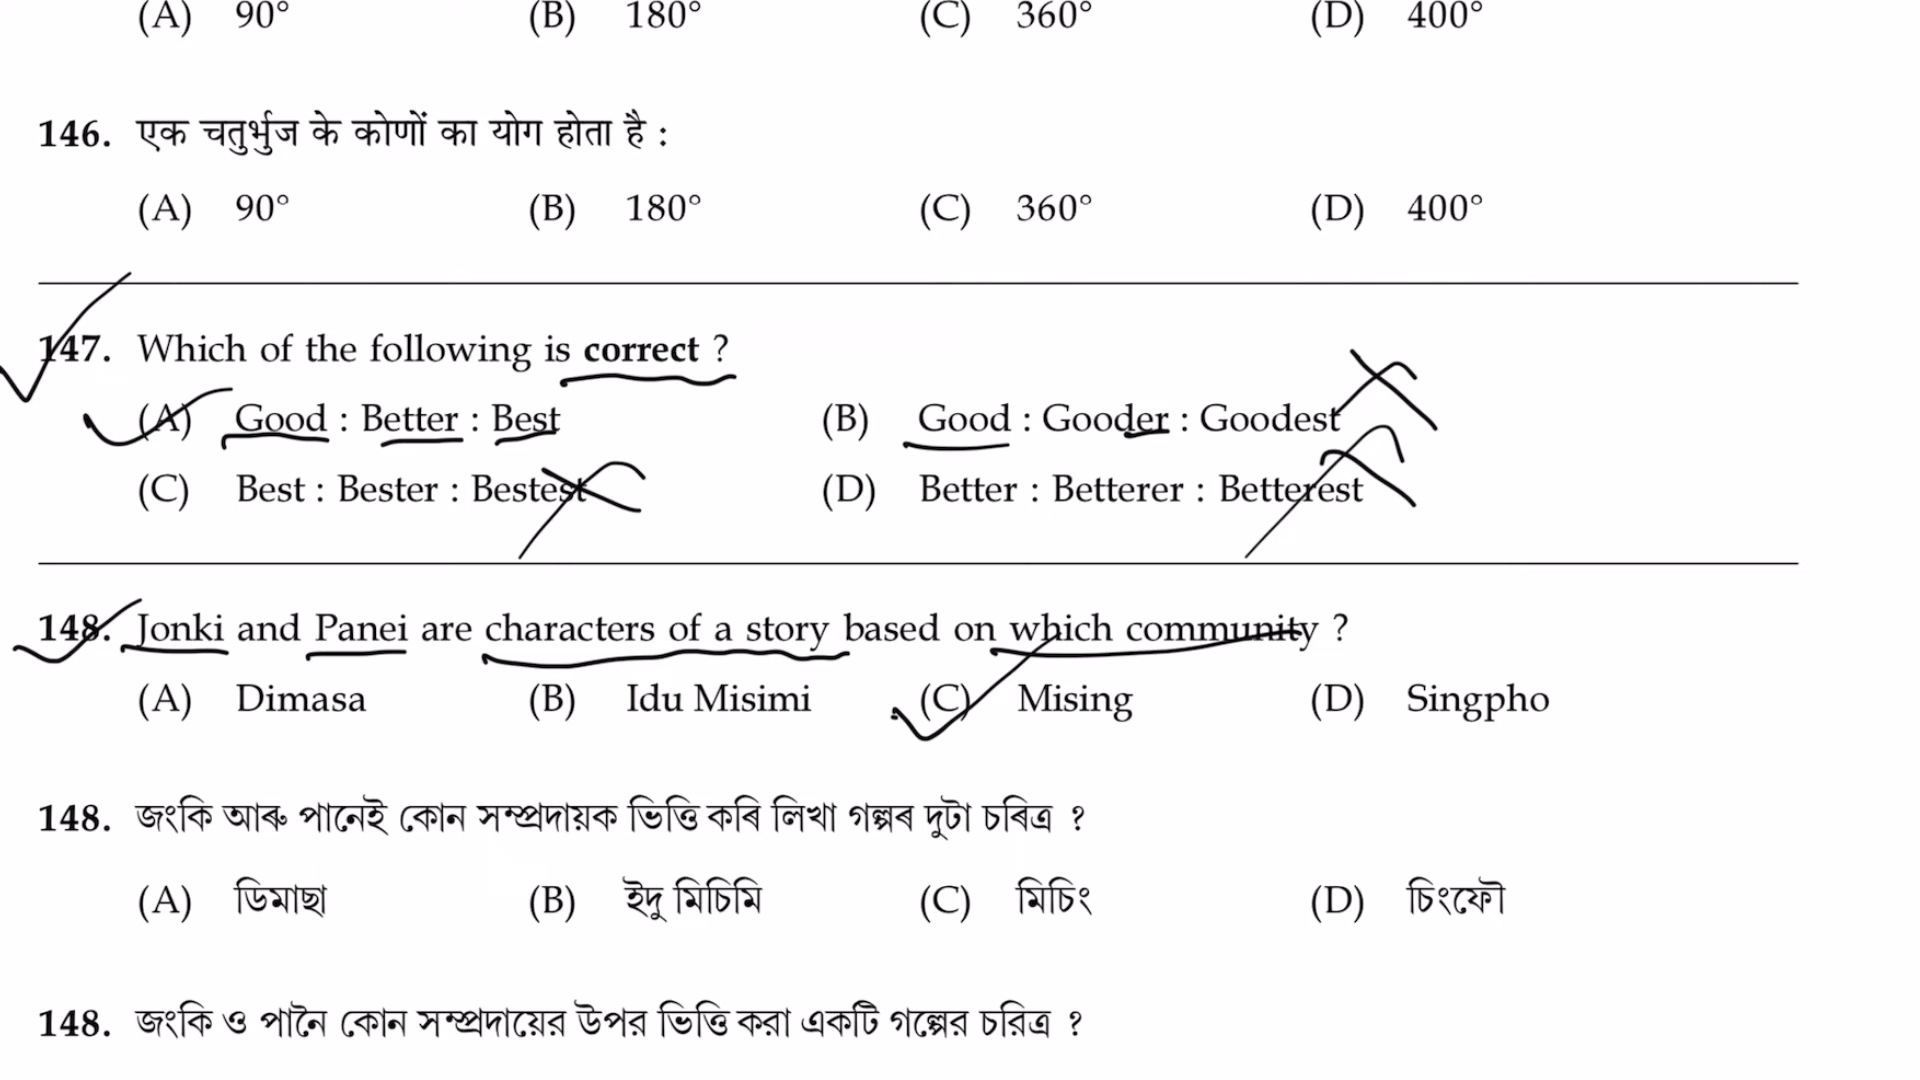 (A) 90° (B) 180° (C) 360° (D) 400°
146. एक चतुर्भुज के कोणों का योग होता है :
(A) 90° (B) 180° (C) 360° (D) 400°
147. Which of the following is correct ?
(A) Good : Better : Best (B) Good : Gooder : Goodest
(C) Best : Bester : Bestest (D) Better : Betterer : Betterest
148. Jonki and Panei are characters of a story based on which community ?
(A) Dimasa (B) Idu Misimi (C) Mising (D) Singpho
148. জংকি আৰু পানেই কোন সম্প্ৰদায়ক ভিত্তি কৰি লিখা গল্পৰ দুটা চৰিত্ৰ ?
(A) ডিমাছা (B) ইদু মিচিমি (C) মিচিং (D) চিংফৌ
148. জংকি ও পানৈ কোন সম্প্রদায়ের উপর ভিত্তি করা একটি গল্পের চরিত্র ?